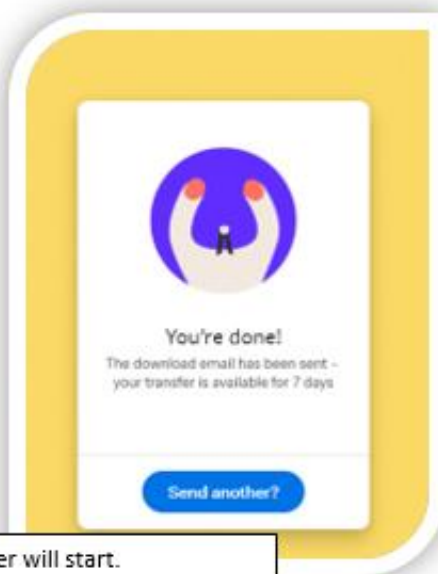 You're done!
The download email has been sent –
your transfer is available for 7 days
Send another?
er will start.